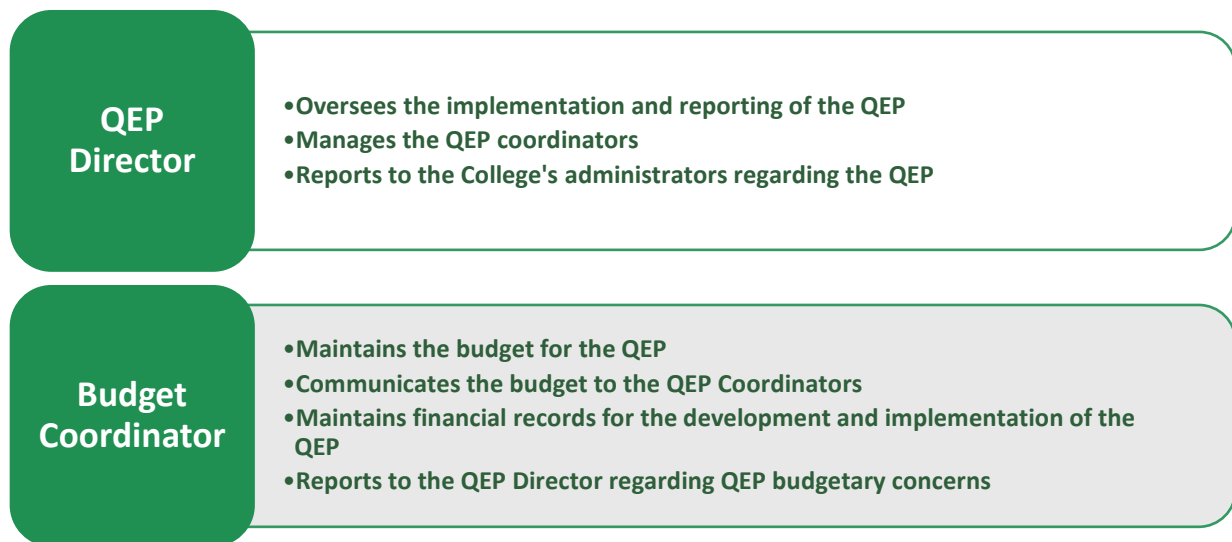 QEP
Director
•Oversees the implementation and reporting of the QEP
•Manages the QEP coordinators
•Reports to the College's administrators regarding the QEP
Budget
Coordinator
•Maintains the budget for the QEP
•Communicates the budget to the QEP Coordinators
•Maintains financial records for the development and implementation of the
QEP
•Reports to the QEP Director regarding QEP budgetary concerns